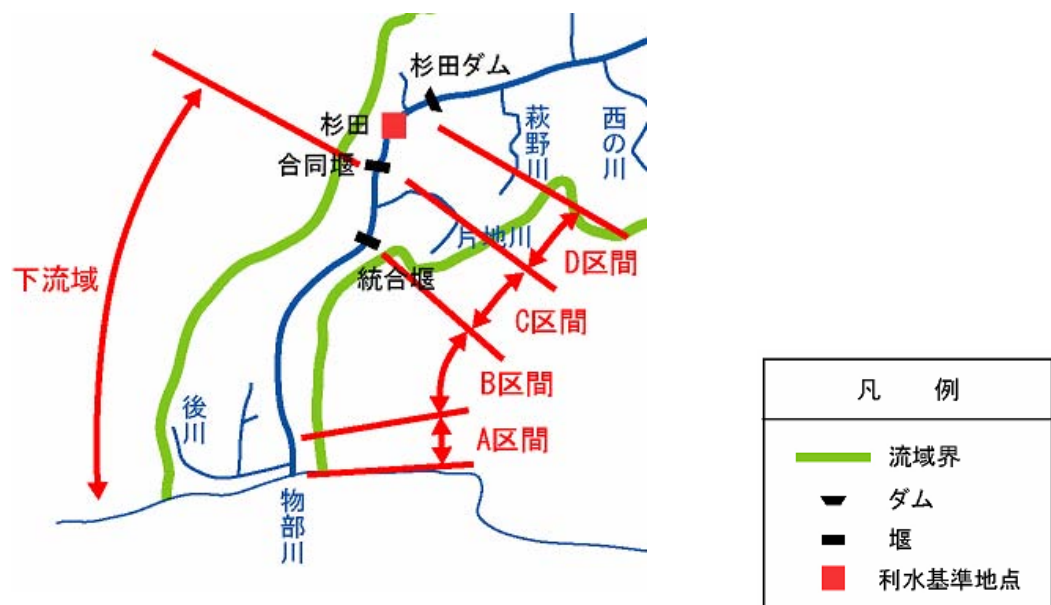 杉田ダム
杉田
合同堰
萩野川
西の川
片地川
D区間
下流域
統合堰
C区間
B区間
後川
A区間
物部川
凡 例
流域界
ダム
堰
利水基準地点